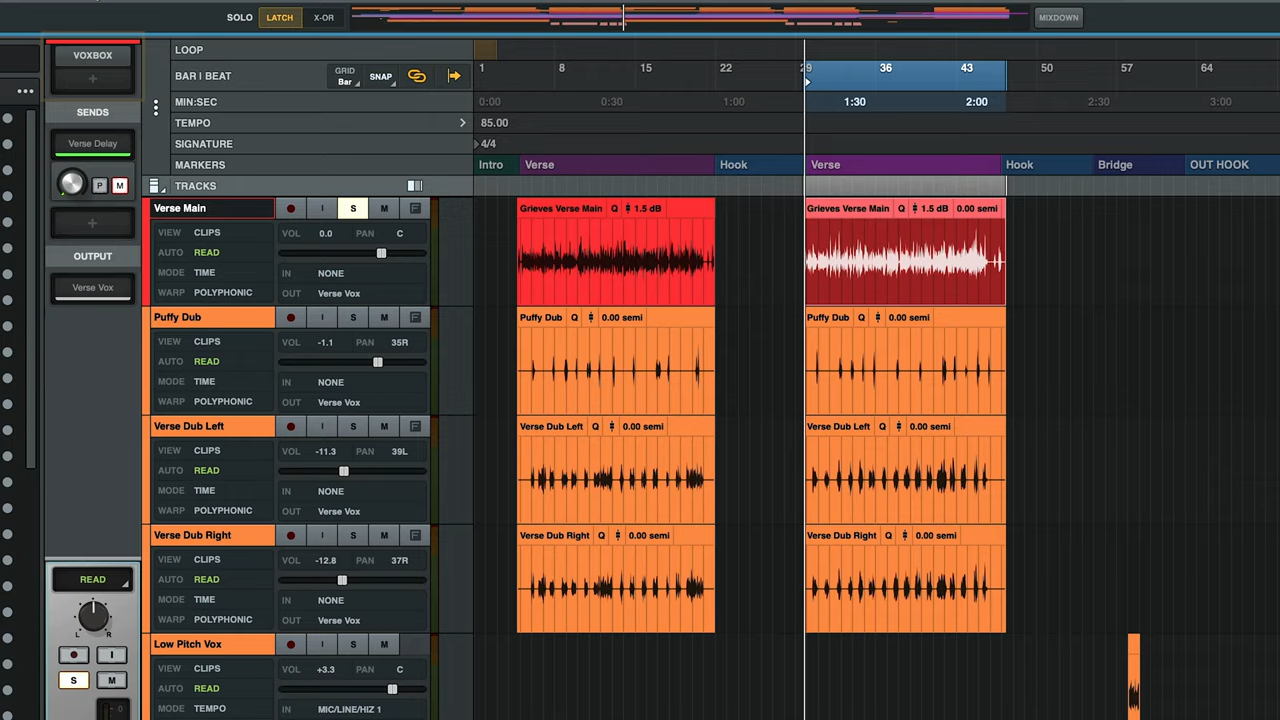 SOLO LATCH X-OR MIXDOWN
VOXBOX
+
SENDS
Verse Delay
P M
+
OUTPUT
Verse Vox
READ
L R
I
S M
0
LOOP
BAR | BEAT GRID Bar SNAP 1 8 15 22 29 36 43 50 57 64
MIN:SEC 0:00 0:30 1:00 1:30 2:00 2:30 3:00
TEMPO 85.00
SIGNATURE 4/4
MARKERS Intro Verse Hook Verse Hook Bridge OUT HOOK
TRACKS
Verse Main I S M Grieves Verse Main Q 1.5 dB Grieves Verse Main Q 1.5 dB 0.00 semi
VIEW CLIPS VOL 0.0 PAN C
AUTO READ
MODE TIME IN NONE
WARP POLYPHONIC OUT Verse Vox
Puffy Dub I S M Puffy Dub Q 0.00 semi Puffy Dub Q 0.00 semi
VIEW CLIPS VOL -1.1 PAN 35R
AUTO READ
MODE TIME IN NONE
WARP POLYPHONIC OUT Verse Vox
Verse Dub Left I S M Verse Dub Left Q 0.00 semi Verse Dub Left Q 0.00 semi
VIEW CLIPS VOL -11.3 PAN 39L
AUTO READ
MODE TIME IN NONE
WARP POLYPHONIC OUT Verse Vox
Verse Dub Right I S M Verse Dub Right Q 0.00 semi Verse Dub Right Q 0.00 semi
VIEW CLIPS VOL -12.8 PAN 37R
AUTO READ
MODE TIME IN NONE
WARP POLYPHONIC OUT Verse Vox
Low Pitch Vox I S M
VIEW CLIPS VOL +3.3 PAN C
AUTO READ
MODE TEMPO IN MIC/LINE/HIZ 1